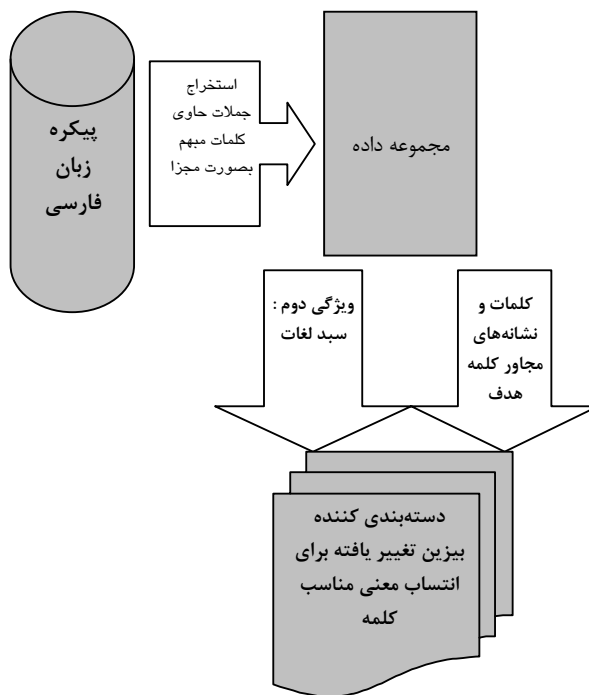 پیکره
زبان
فارسی
استخراج
جملات حاوی
کلمات مبهم
بصورت مجزا
مجموعه داده
کلمات و
نشانه‌های
مجاور کلمه
هدف
ویژگی دوم :
سبد لغات
دسته‌بندی کننده
بیزین تغییر یافته برای
انتساب معنی مناسب
کلمه